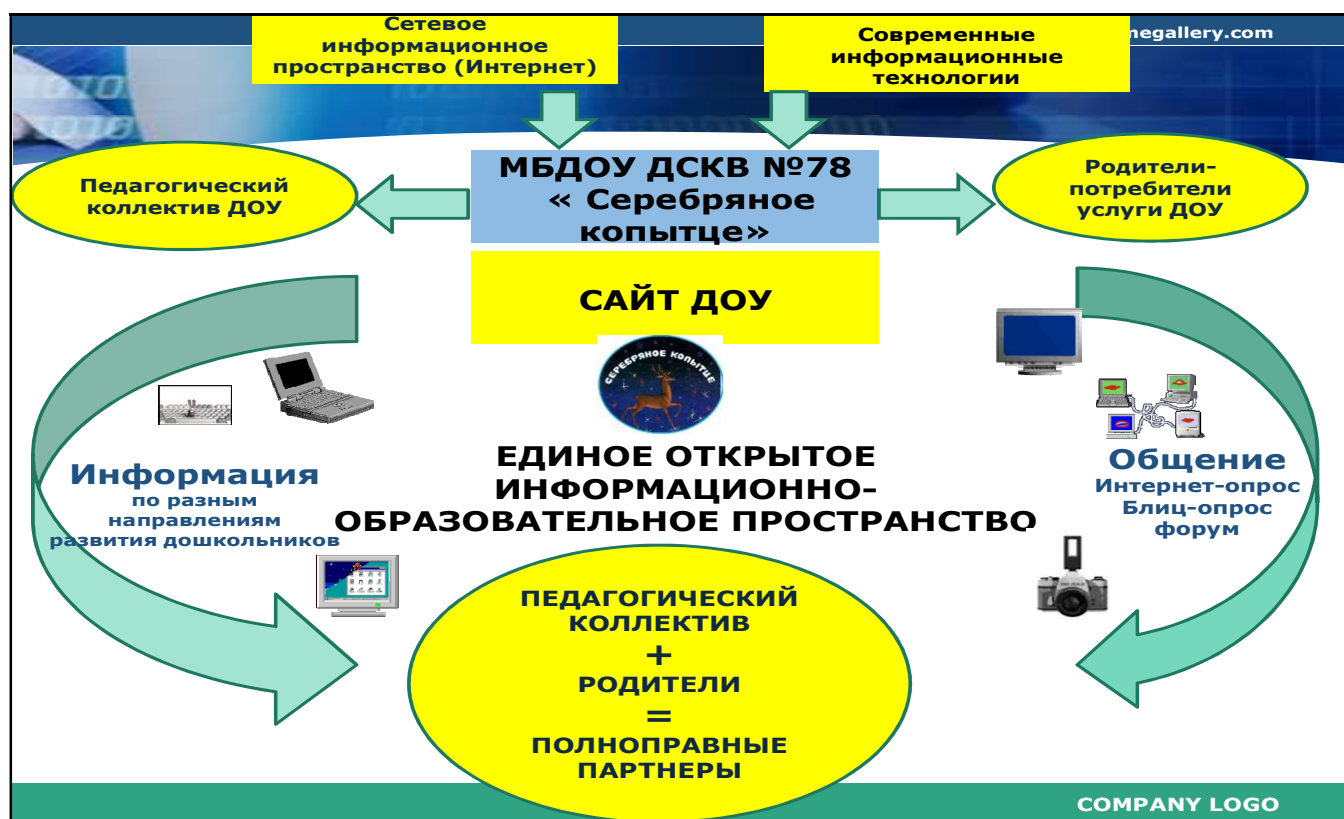 Сетевое
информационное
пространство (Интернет)
Современные
информационные
технологии
negallery.com
МБДОУ ДСКВ №78
« Серебряное
копытце»
Педагогический
коллектив ДОУ
Родители-
потребители
услуги ДОУ
САЙТ ДОУ
СЕРЕБРЯНОЕ КОПЫТЦЕ
ЕДИНОЕ ОТКРЫТОЕ
ИНФОРМАЦИОННО-
ОБРАЗОВАТЕЛЬНОЕ ПРОСТРАНСТВО
Информация
по разным
направлениям
развития дошкольников
Общение
Интернет-опрос
Блиц-опрос
форум
ПЕДАГОГИЧЕСКИЙ
КОЛЛЕКТИВ
+
РОДИТЕЛИ
=
ПОЛНОПРАВНЫЕ
ПАРТНЕРЫ
COMPANY LOGO